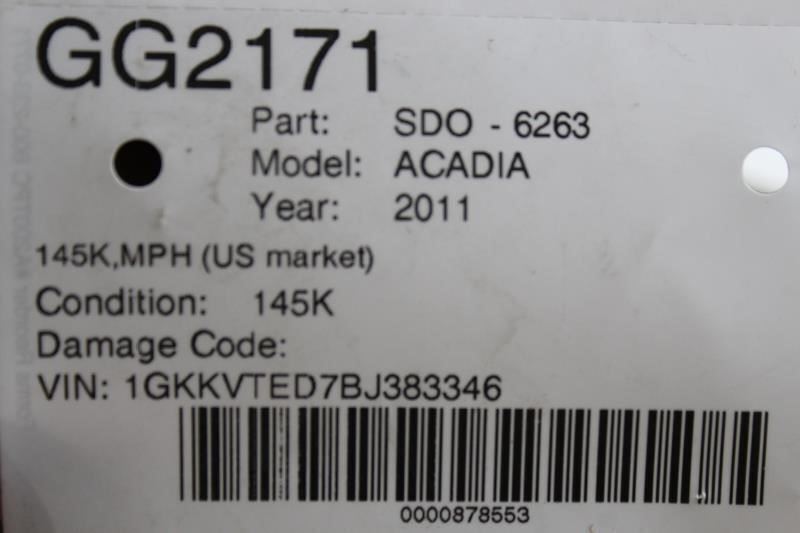 GG2171
Part: SDO - 6263
Model: ACADIA
Year: 2011
145K,MPH (US market)
Condition: 145K
Damage Code:
VIN: 1GKKVTED7BJ383346
0000878553